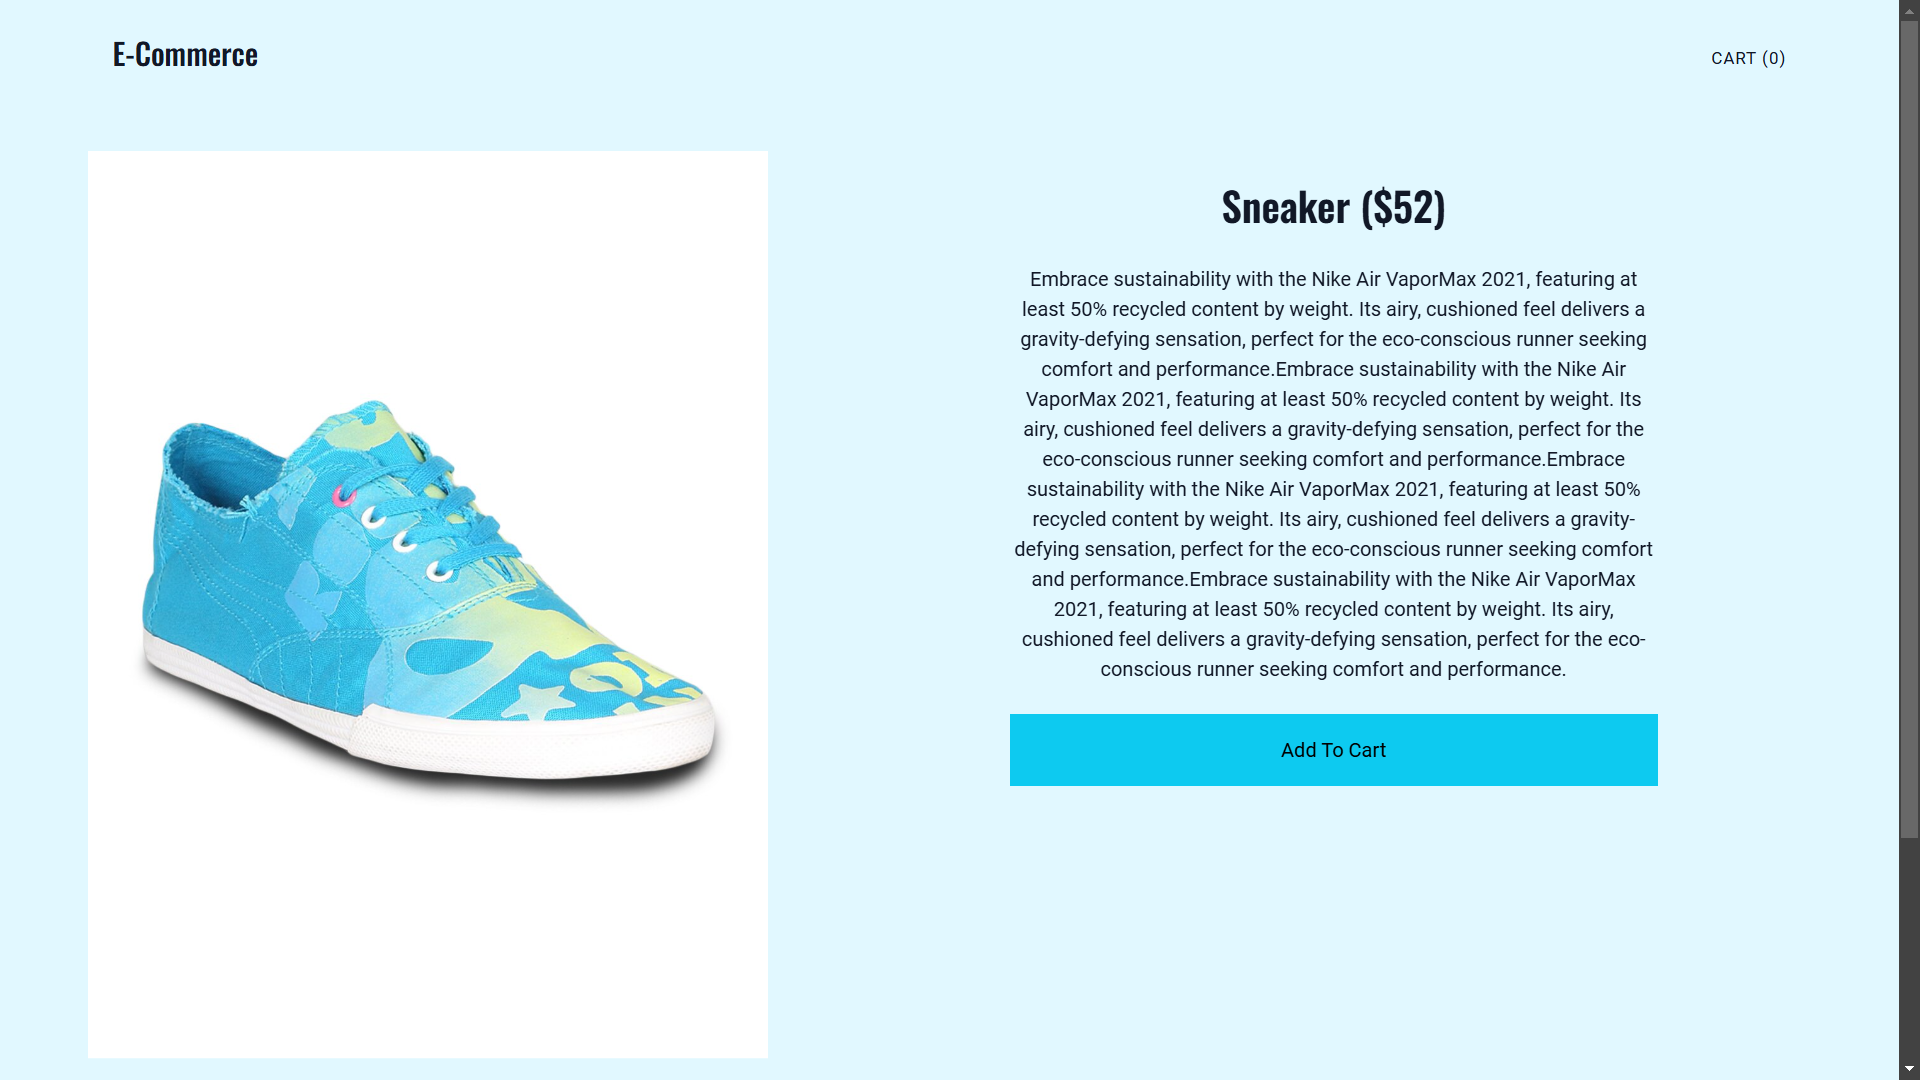 E-Commerce
CART (0)
Sneaker ($52)
Embrace sustainability with the Nike Air VaporMax 2021, featuring at
least 50% recycled content by weight. Its airy, cushioned feel delivers a
gravity-defying sensation, perfect for the eco-conscious runner seeking
comfort and performance.Embrace sustainability with the Nike Air
VaporMax 2021, featuring at least 50% recycled content by weight. Its
airy, cushioned feel delivers a gravity-defying sensation, perfect for the
eco-conscious runner seeking comfort and performance.Embrace
sustainability with the Nike Air VaporMax 2021, featuring at least 50%
recycled content by weight. Its airy, cushioned feel delivers a gravity-
defying sensation, perfect for the eco-conscious runner seeking comfort
and performance.Embrace sustainability with the Nike Air VaporMax
2021, featuring at least 50% recycled content by weight. Its airy,
cushioned feel delivers a gravity-defying sensation, perfect for the eco-
conscious runner seeking comfort and performance.
Add To Cart